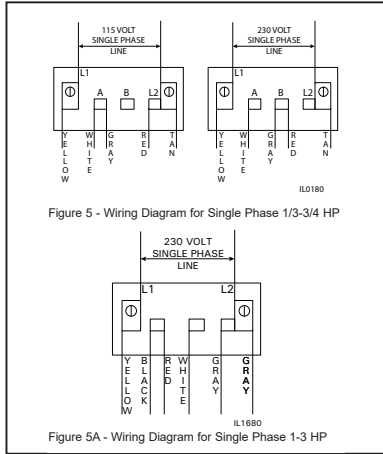 115 VOLT
SINGLE PHASE
LINE
L1
A
B
L2
YELLOW
WHITE
GRAY
RED
TAN
230 VOLT
SINGLE PHASE
LINE
L1
A
B
L2
YELLOW
WHITE
GRAY
RED
TAN
IL0180
Figure 5 - Wiring Diagram for Single Phase 1/3-3/4 HP
230 VOLT
SINGLE PHASE
LINE
L1
L2
YELLOW
BLACK
RED
WHITE
GRAY
GRAY
IL1680
Figure 5A - Wiring Diagram for Single Phase 1-3 HP